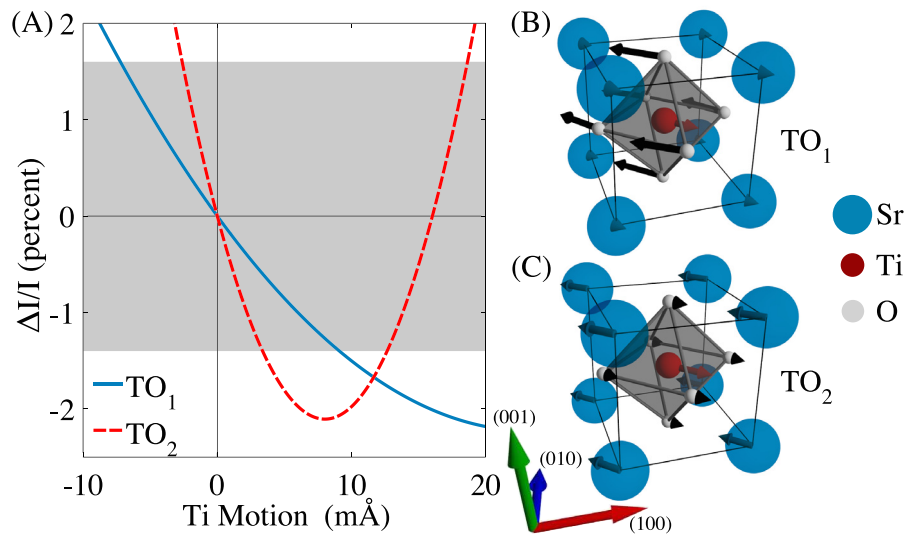 (A)
2
1
0
-1
-2
-10
0
10
20
ΔI/I (percent)
Ti Motion (mÅ)
TO1
TO2
(B)
TO1
(C)
TO2
Sr
Ti
O
(001)
(010)
(100)